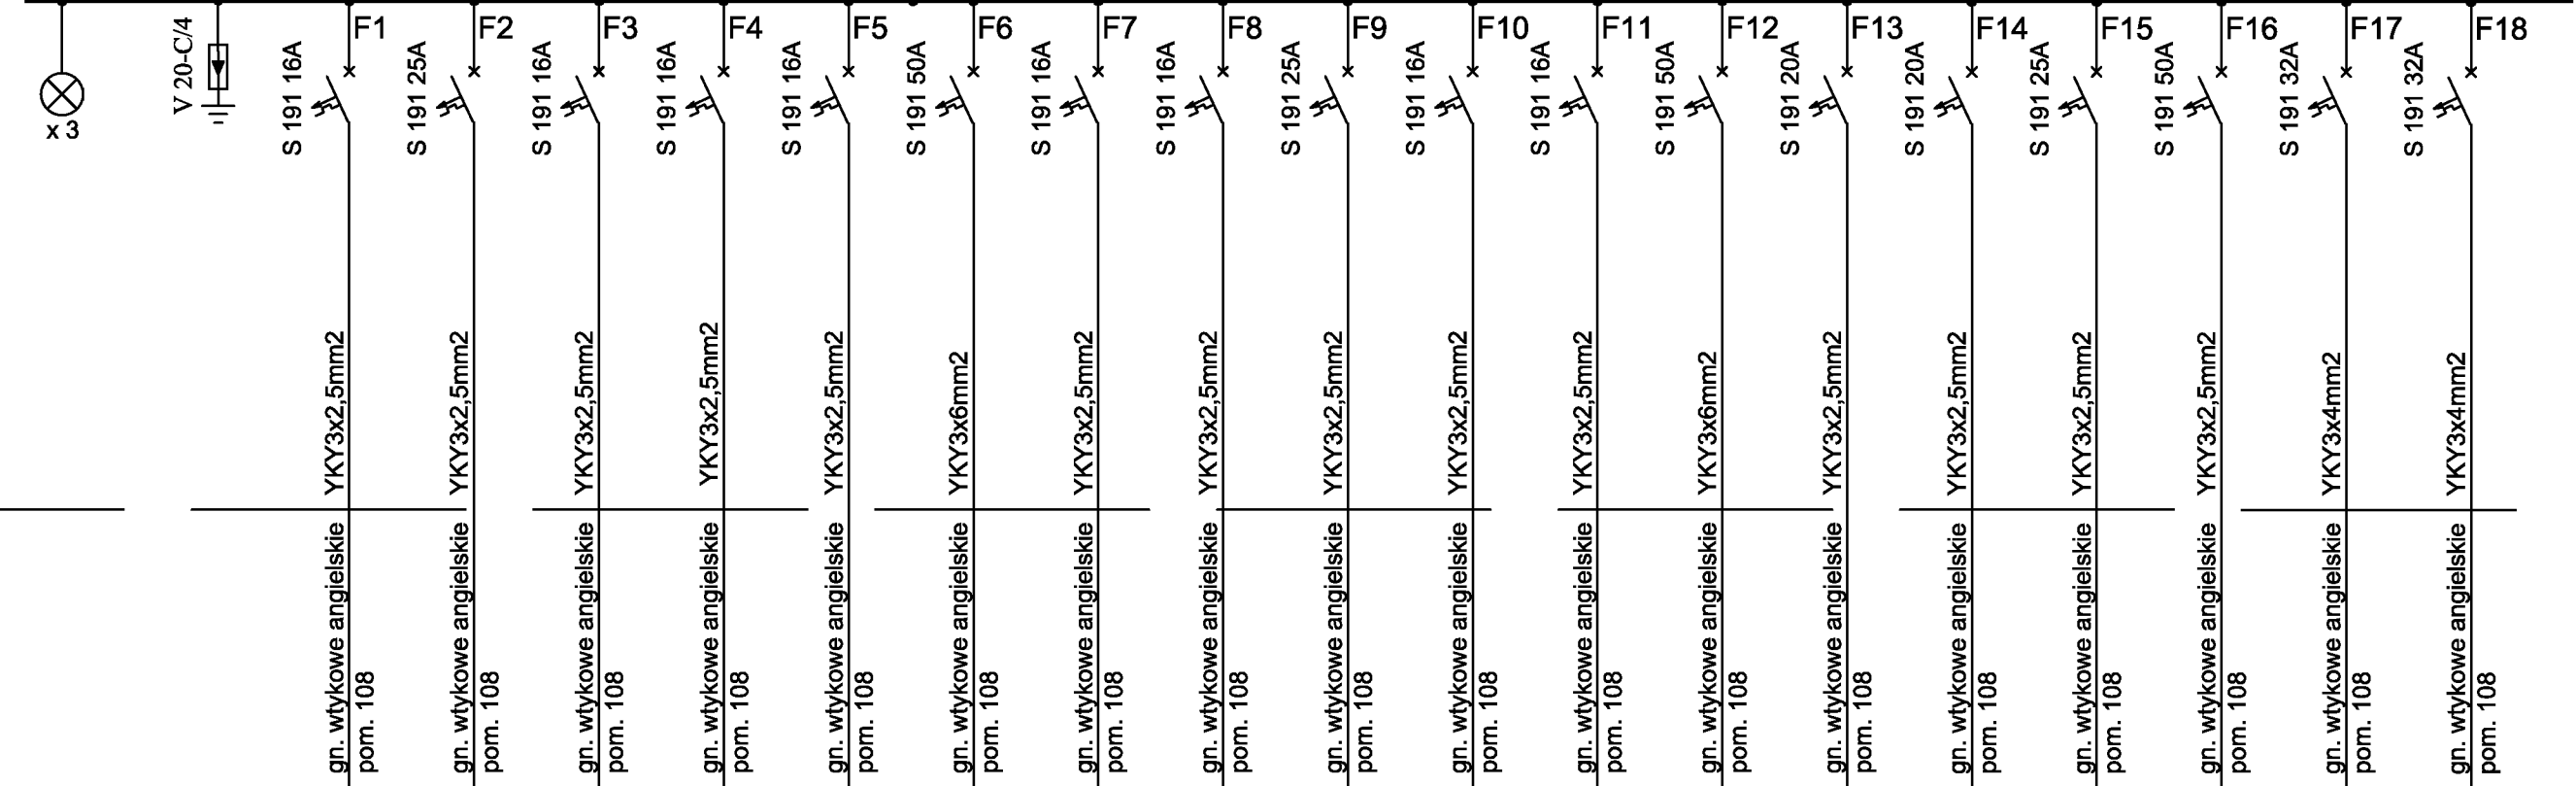 x 3
V 20-C/4
F1
S 191 16A
YKY3x2,5mm2
gn. wtykowe angielskie
pom. 108
F2
S 191 25A
YKY3x2,5mm2
gn. wtykowe angielskie
pom. 108
F3
S 191 16A
YKY3x2,5mm2
gn. wtykowe angielskie
pom. 108
F4
S 191 16A
YKY3x2,5mm2
gn. wtykowe angielskie
pom. 108
F5
S 191 16A
YKY3x2,5mm2
gn. wtykowe angielskie
pom. 108
F6
S 191 50A
YKY3x6mm2
gn. wtykowe angielskie
pom. 108
F7
S 191 16A
YKY3x2,5mm2
gn. wtykowe angielskie
pom. 108
F8
S 191 16A
YKY3x2,5mm2
gn. wtykowe angielskie
pom. 108
F9
S 191 25A
YKY3x2,5mm2
gn. wtykowe angielskie
pom. 108
F10
S 191 16A
YKY3x2,5mm2
gn. wtykowe angielskie
pom. 108
F11
S 191 16A
YKY3x2,5mm2
gn. wtykowe angielskie
pom. 108
F12
S 191 50A
YKY3x6mm2
gn. wtykowe angielskie
pom. 108
F13
S 191 20A
YKY3x2,5mm2
gn. wtykowe angielskie
pom. 108
F14
S 191 20A
YKY3x2,5mm2
gn. wtykowe angielskie
pom. 108
F15
S 191 25A
YKY3x2,5mm2
gn. wtykowe angielskie
pom. 108
F16
S 191 50A
YKY3x2,5mm2
gn. wtykowe angielskie
pom. 108
F17
S 191 32A
YKY3x4mm2
gn. wtykowe angielskie
pom. 108
F18
S 191 32A
YKY3x4mm2
gn. wtykowe angielskie
pom. 108